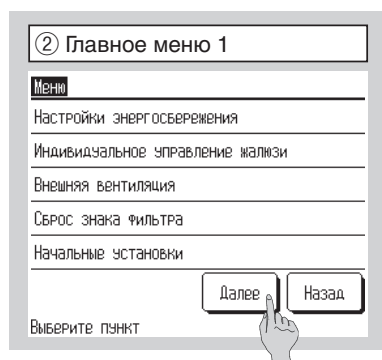 ② Главное меню 1
Меню
Настройки энергосбережения
Индивидуальное управление жалюзи
Внешняя вентиляция
Сброс знака фильтра
Начальные установки
Далее Назад
Выберите пункт